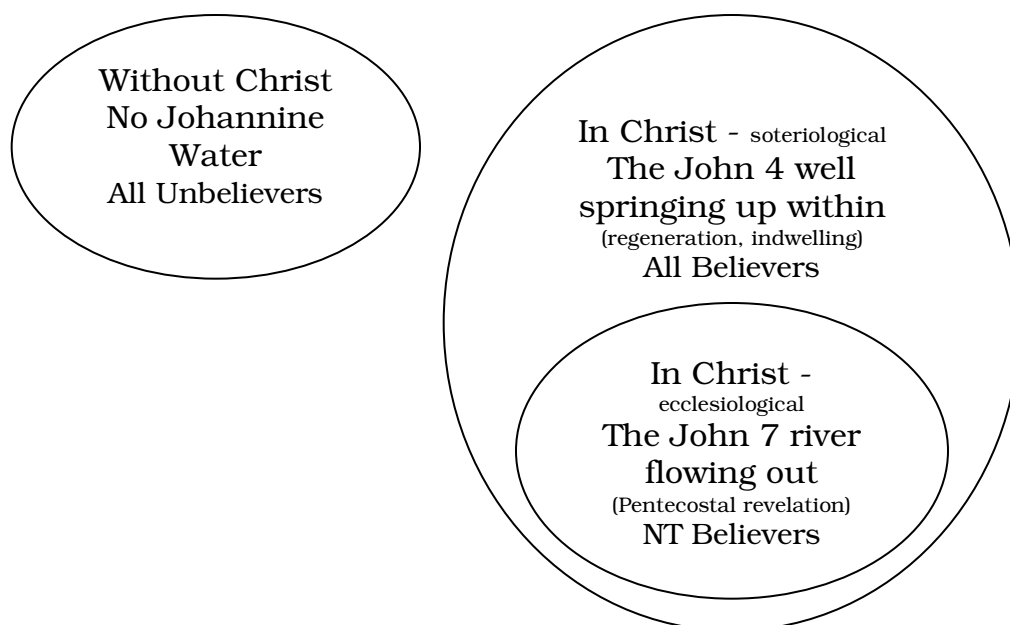 Without Christ
No Johannine
Water
All Unbelievers
In Christ - soteriological
The John 4 well
springing up within
(regeneration, indwelling)
All Believers
In Christ -
ecclesiological
The John 7 river
flowing out
(Pentecostal revelation)
NT Believers